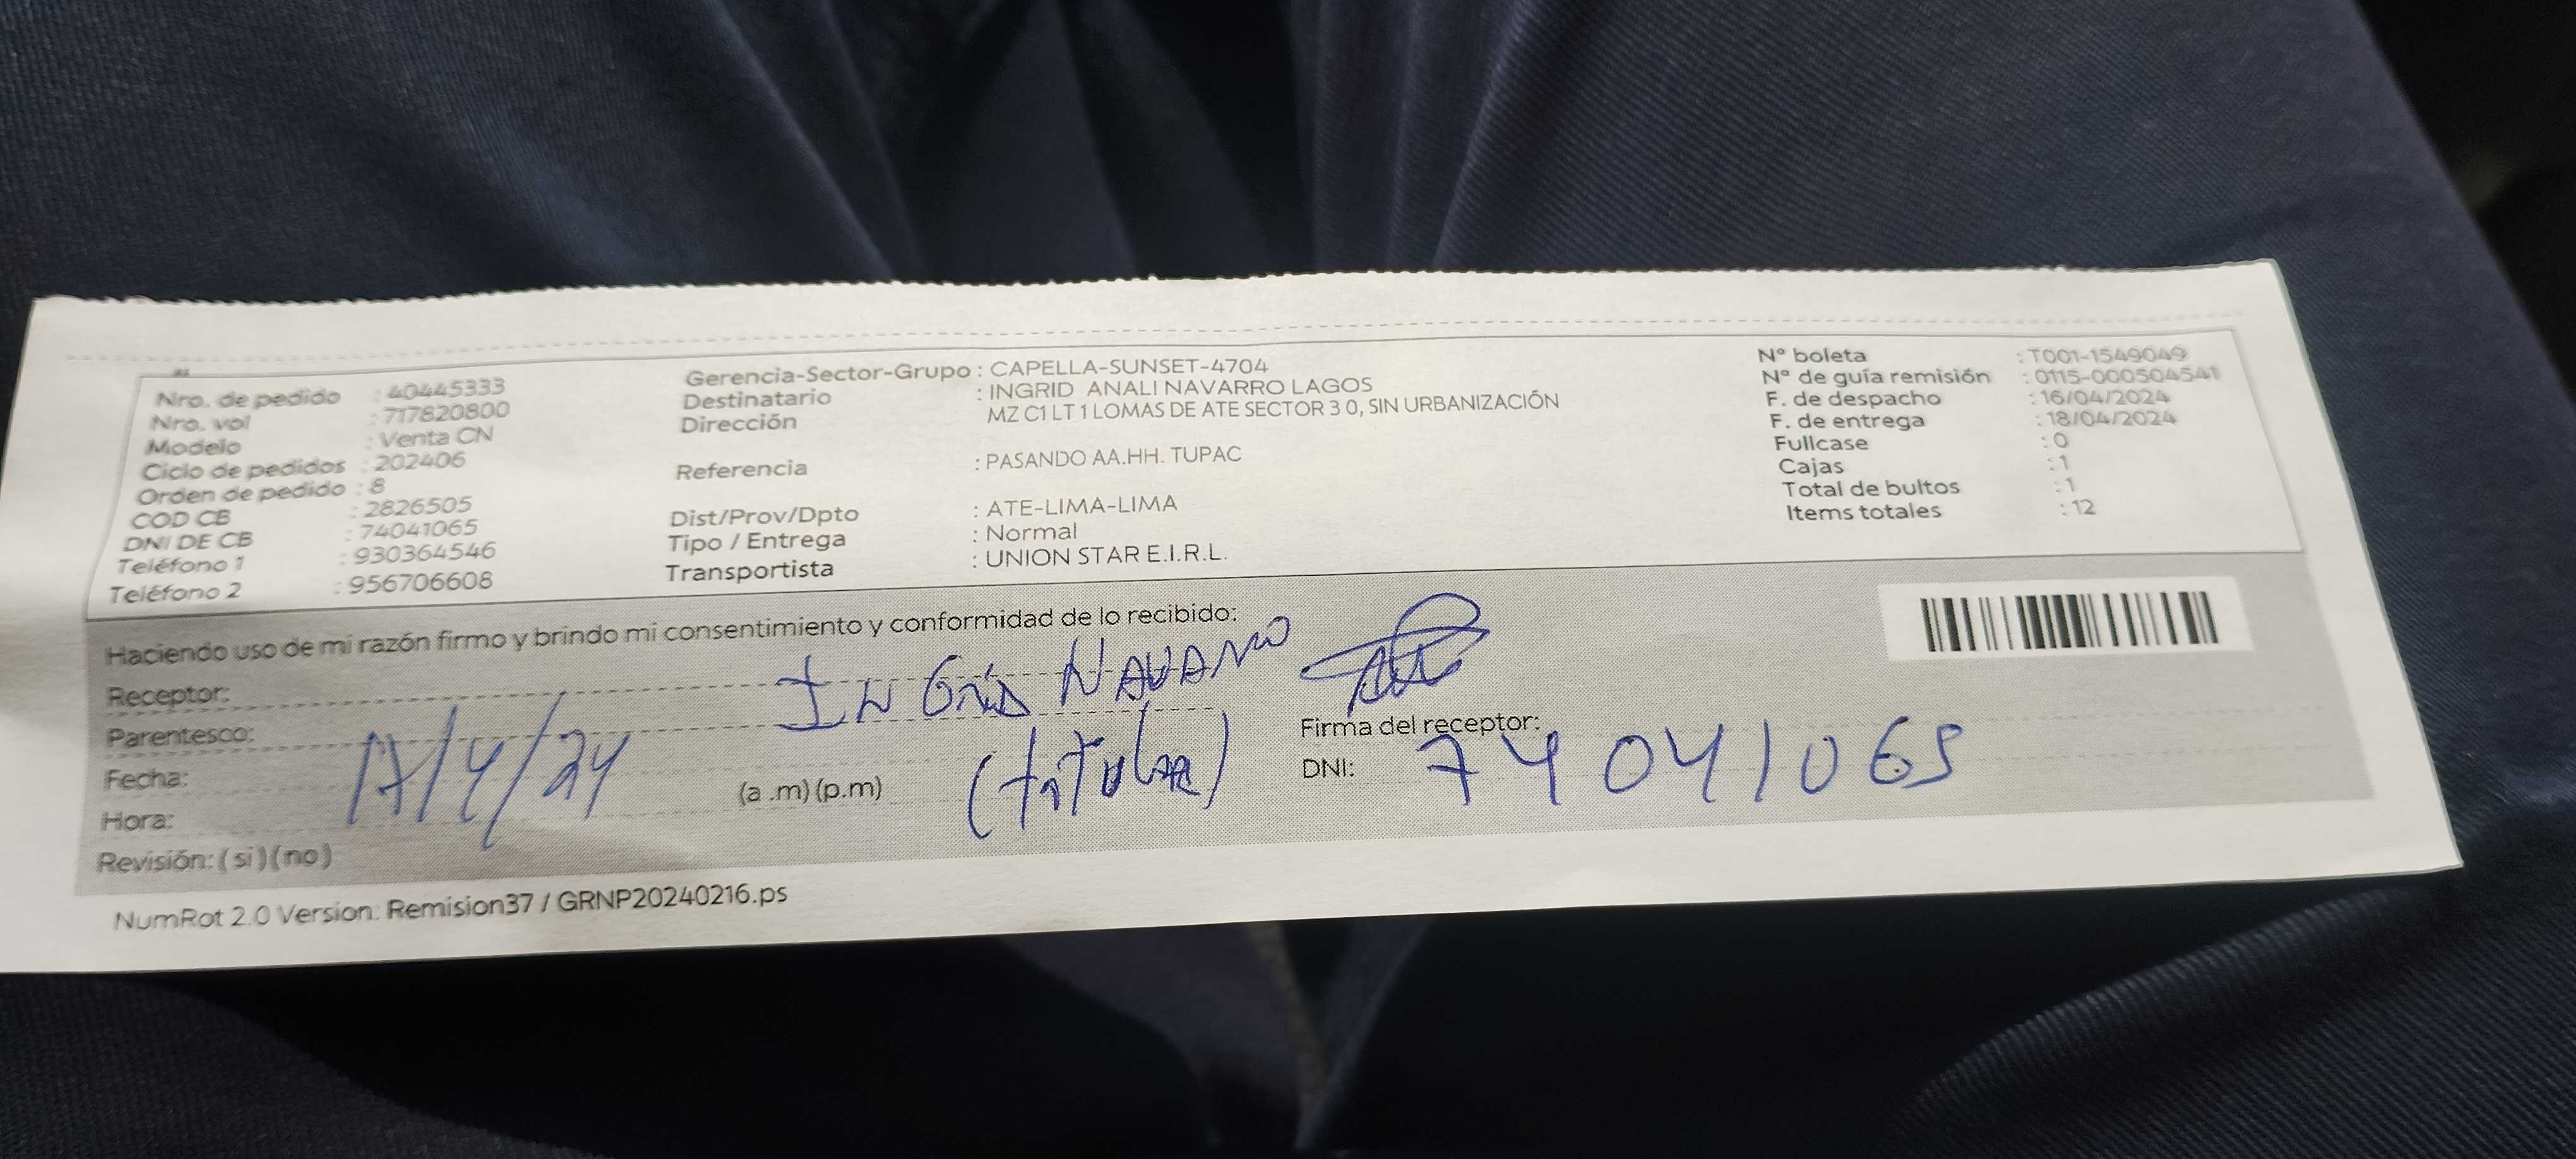 Nro. de pedido : 40445333
Nro. vol : 717820800
Modelo : Venta CN
Ciclo de pedidos : 202406
Orden de pedido : 8
COD CB : 2826505
DNI DE CB : 74041065
Teléfono 1 : 930364546
Teléfono 2 : 956706608
Gerencia-Sector-Grupo : CAPELLA-SUNSET-4704
Destinatario : INGRID ANALI NAVARRO LAGOS
Dirección MZ C1 LT 1 LOMAS DE ATE SECTOR 3 0, SIN URBANIZACIÓN
Referencia : PASANDO AA.HH. TUPAC
Dist/Prov/Dpto : ATE-LIMA-LIMA
Tipo / Entrega : Normal
Transportista : UNION STAR E.I.R.L.
N° boleta : T001-1549049
N° de guía remisión : 0115-000504541
F. de despacho : 16/04/2024
F. de entrega : 18/04/2024
Fullcase : 0
Cajas : 1
Total de bultos : 1
Items totales : 12
Haciendo uso de mi razón firmo y brindo mi consentimiento y conformidad de lo recibido:
Receptor: INGRID NAVARRO
Parentesco: (titular)
Fecha: 17/4/24
Hora: (a .m) (p.m)
Revisión: ( si ) ( no )
Firma del receptor:
DNI: 74041065
NumRot 2.0 Version: Remision37 / GRNP20240216.ps